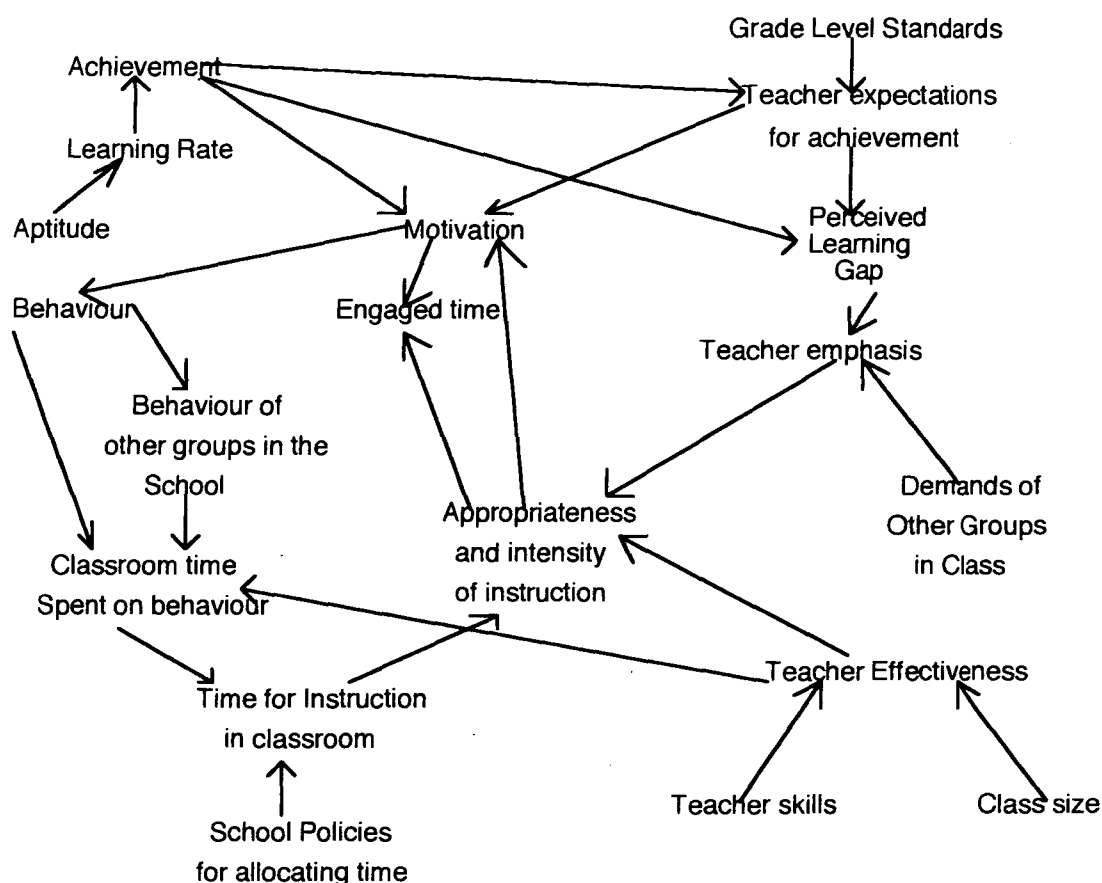 Grade Level Standards
Achievement
Teacher expectations
for achievement
Learning Rate
Aptitude
Motivation
Perceived
Learning
Gap
Behaviour
Engaged time
Teacher emphasis
Behaviour of
other groups in the
School
Demands of
Other Groups
in Class
Appropriateness
and intensity
of instruction
Classroom time
Spent on behaviour
Teacher Effectiveness
Time for Instruction
in classroom
Teacher skills
Class size
School Policies
for allocating time